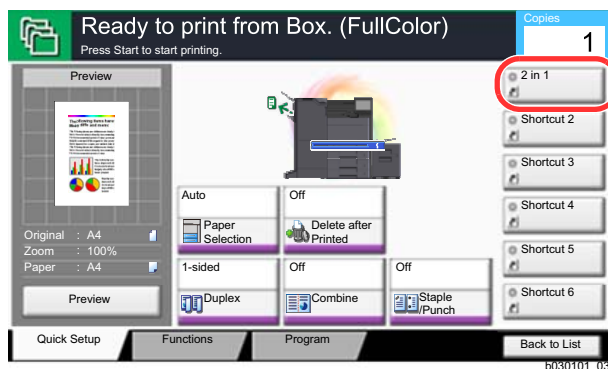 Ready to print from Box. (FullColor)
Press Start to start printing.
Copies
1
Preview
Original : A4
Zoom : 100%
Paper : A4
Preview
Auto
Paper
Selection
Off
Delete after
Printed
1-sided
Duplex
Off
Combine
Off
Staple
/Punch
2 in 1
Shortcut 2
Shortcut 3
Shortcut 4
Shortcut 5
Shortcut 6
Quick Setup
Functions
Program
Back to List
b030101_03